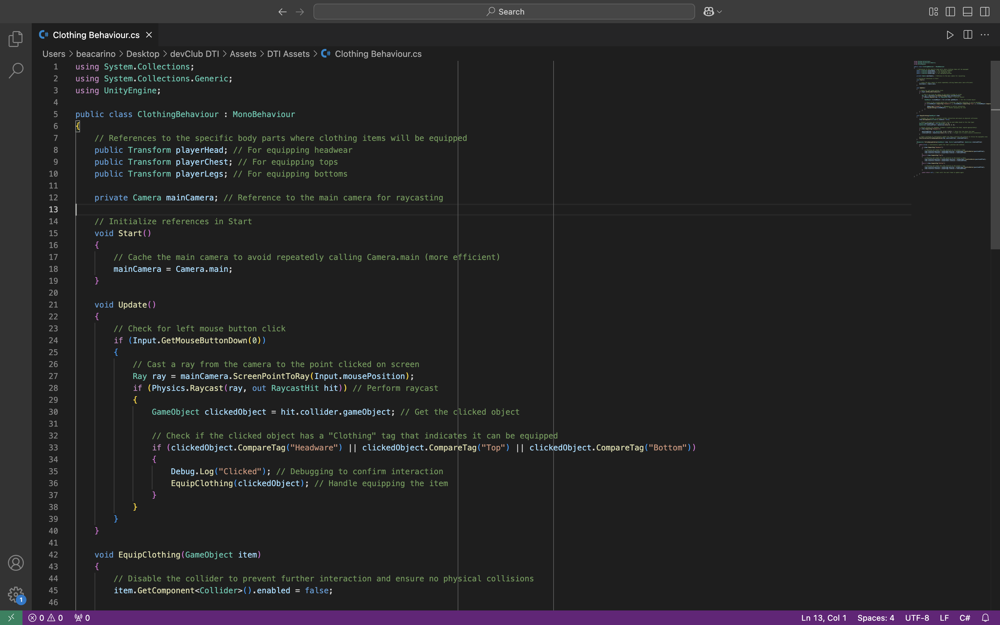 Search
Clothing Behaviour.cs
Users > beacarino > Desktop > devClub DTI > Assets > DTI Assets > C# Clothing Behaviour.cs
1 using System.Collections;
2 using System.Collections.Generic;
3 using UnityEngine;
4
5 public class ClothingBehaviour : MonoBehaviour
6 {
7     // References to the specific body parts where clothing items will be equipped
8     public Transform playerHead; // For equipping headwear
9     public Transform playerChest; // For equipping tops
10     public Transform playerLegs; // For equipping bottoms
11
12     private Camera mainCamera; // Reference to the main camera for raycasting
13
14     // Initialize references in Start
15     void Start()
16     {
17         // Cache the main camera to avoid repeatedly calling Camera.main (more efficient)
18         mainCamera = Camera.main;
19     }
20
21     void Update()
22     {
23         // Check for left mouse button click
24         if (Input.GetMouseButtonDown(0))
25         {
26             // Cast a ray from the camera to the point clicked on screen
27             Ray ray = mainCamera.ScreenPointToRay(Input.mousePosition);
28             if (Physics.Raycast(ray, out RaycastHit hit)) // Perform raycast
29             {
30                 GameObject clickedObject = hit.collider.gameObject; // Get the clicked object
31
32                 // Check if the clicked object has a "Clothing" tag that indicates it can be equipped
33                 if (clickedObject.CompareTag("Headware") || clickedObject.CompareTag("Top") || clickedObject.CompareTag("Bottom"))
34                 {
35                     Debug.Log("Clicked"); // Debugging to confirm interaction
36                     EquipClothing(clickedObject); // Handle equipping the item
37                 }
38             }
39         }
40     }
41
42     void EquipClothing(GameObject item)
43     {
44         // Disable the collider to prevent further interaction and ensure no physical collisions
45         item.GetComponent<Collider>().enabled = false;
46
1
0 0 0 Ln 13, Col 1 Spaces: 4 UTF-8 LF C#